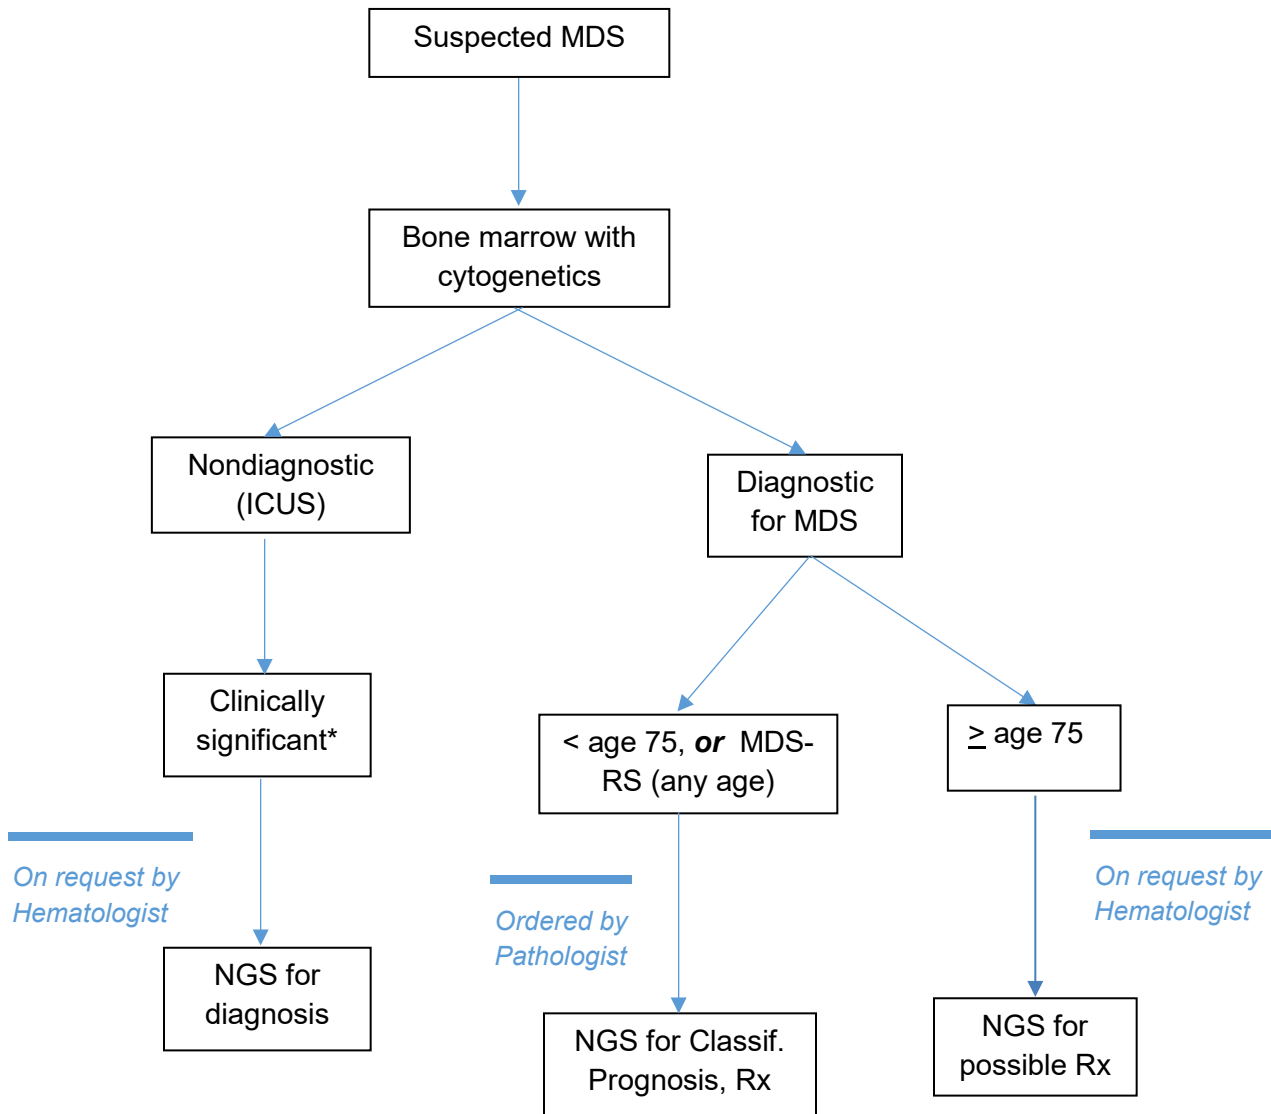 Suspected MDS
Bone marrow with
cytogenetics
Nondiagnostic
(ICUS)
Diagnostic
for MDS
Clinically
significant*
< age 75, or MDS-
RS (any age)
≥ age 75
On request by
Hematologist
Ordered by
Pathologist
On request by
Hematologist
NGS for
diagnosis
NGS for Classif.
Prognosis, Rx
NGS for
possible Rx